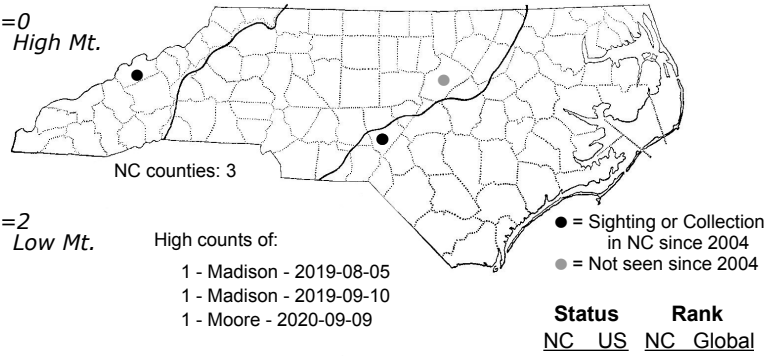 =0
High Mt.
NC counties: 3
=2
Low Mt.
High counts of:
1 - Madison - 2019-08-05
1 - Madison - 2019-09-10
1 - Moore - 2020-09-09
= Sighting or Collection
in NC since 2004
= Not seen since 2004
Status Rank
NC US NC Global